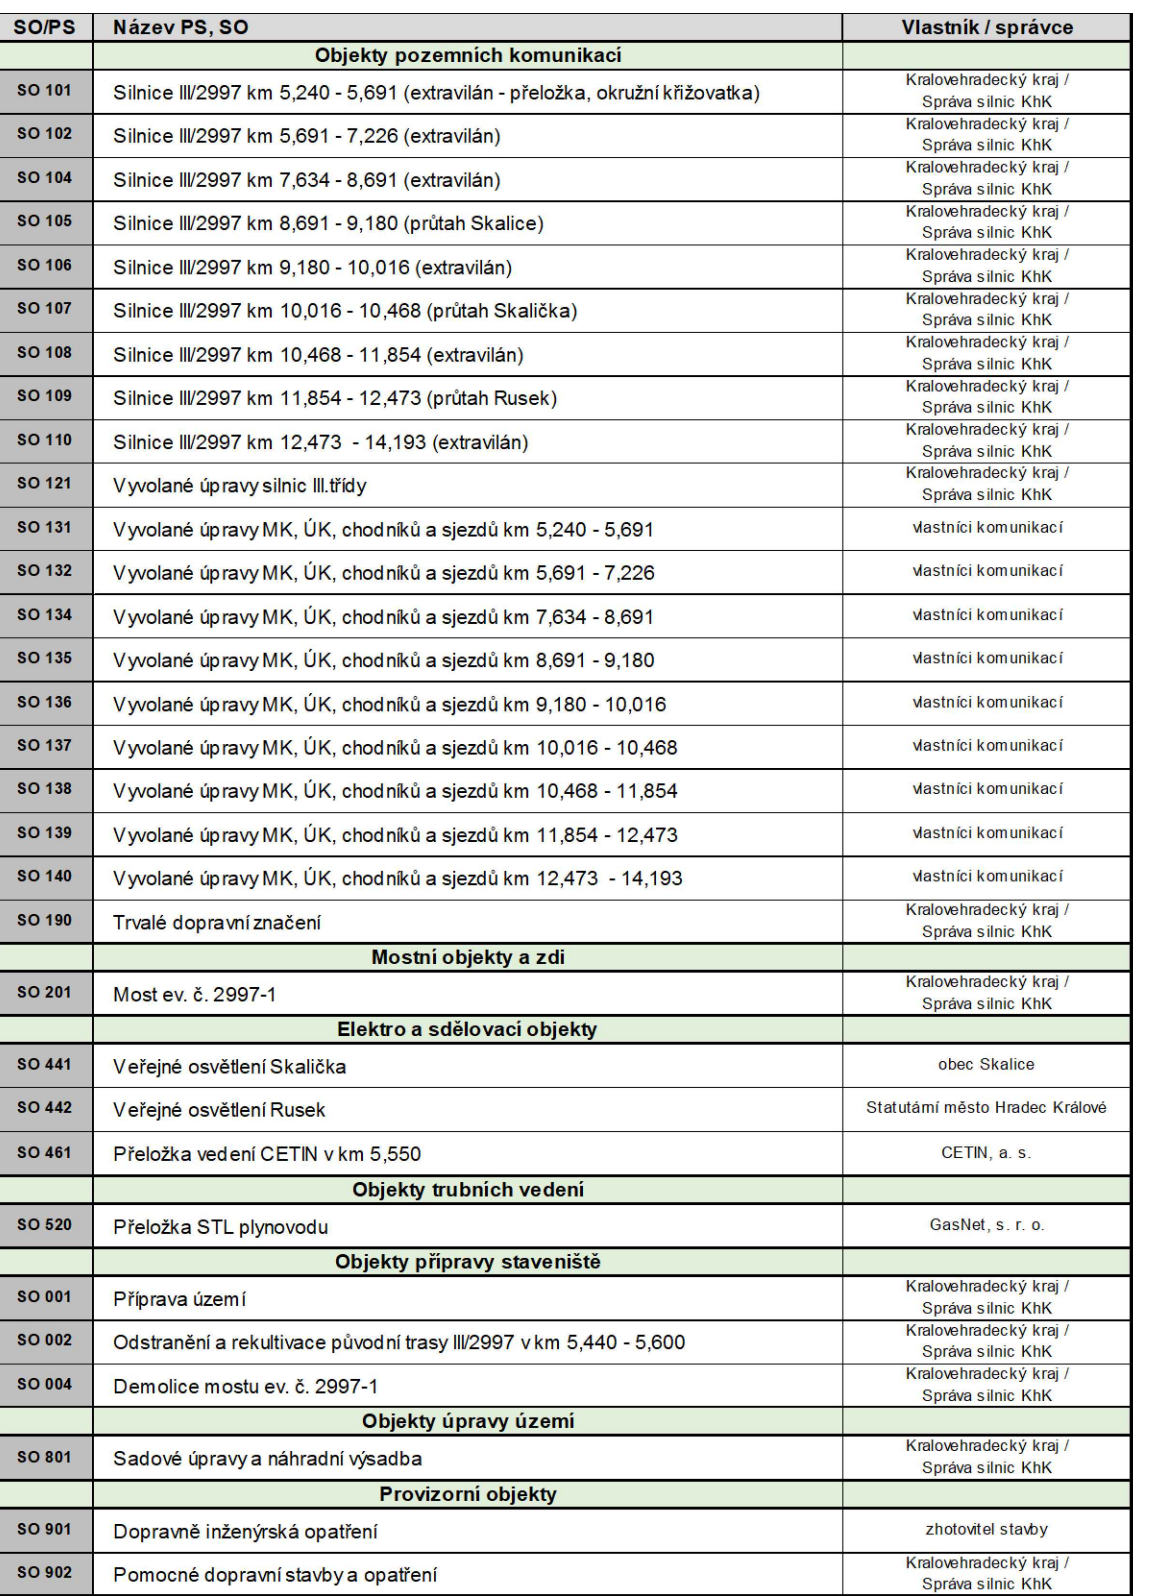 SO/PS Název PS, SO Vlastník / správce
Objekty pozemních komunikací
SO 101 Silnice III/2997 km 5,240 - 5,691 (extravilán - přeložka, okružní křižovatka) Kralovehradecký kraj /
Správa silnic KhK
SO 102 Silnice III/2997 km 5,691 - 7,226 (extravilán) Kralovehradecký kraj /
Správa silnic KhK
SO 104 Silnice III/2997 km 7,634 - 8,691 (extravilán) Kralovehradecký kraj /
Správa silnic KhK
SO 105 Silnice III/2997 km 8,691 - 9,180 (průtah Skalice) Kralovehradecký kraj /
Správa silnic KhK
SO 106 Silnice III/2997 km 9,180 - 10,016 (extravilán) Kralovehradecký kraj /
Správa silnic KhK
SO 107 Silnice III/2997 km 10,016 - 10,468 (průtah Skalička) Kralovehradecký kraj /
Správa silnic KhK
SO 108 Silnice III/2997 km 10,468 - 11,854 (extravilán) Kralovehradecký kraj /
Správa silnic KhK
SO 109 Silnice III/2997 km 11,854 - 12,473 (průtah Rusek) Kralovehradecký kraj /
Správa silnic KhK
SO 110 Silnice III/2997 km 12,473 - 14,193 (extravilán) Kralovehradecký kraj /
Správa silnic KhK
SO 121 Vyvolané úpravy silnic III.třídy Kralovehradecký kraj /
Správa silnic KhK
SO 131 Vyvolané úpravy MK, ÚK, chodníků a sjezdů km 5,240 - 5,691 vlastníci komunikací
SO 132 Vyvolané úpravy MK, ÚK, chodníků a sjezdů km 5,691 - 7,226 vlastníci komunikací
SO 134 Vyvolané úpravy MK, ÚK, chodníků a sjezdů km 7,634 - 8,691 vlastníci komunikací
SO 135 Vyvolané úpravy MK, ÚK, chodníků a sjezdů km 8,691 - 9,180 vlastníci komunikací
SO 136 Vyvolané úpravy MK, ÚK, chodníků a sjezdů km 9,180 - 10,016 vlastníci komunikací
SO 137 Vyvolané úpravy MK, ÚK, chodníků a sjezdů km 10,016 - 10,468 vlastníci komunikací
SO 138 Vyvolané úpravy MK, ÚK, chodníků a sjezdů km 10,468 - 11,854 vlastníci komunikací
SO 139 Vyvolané úpravy MK, ÚK, chodníků a sjezdů km 11,854 - 12,473 vlastníci komunikací
SO 140 Vyvolané úpravy MK, ÚK, chodníků a sjezdů km 12,473 - 14,193 vlastníci komunikací
SO 190 Trvalé dopravní značení Kralovehradecký kraj /
Správa silnic KhK
Mostní objekty a zdi
SO 201 Most ev. č. 2997-1 Kralovehradecký kraj /
Správa silnic KhK
Elektro a sdělovací objekty
SO 441 Veřejné osvětlení Skalička obec Skalice
SO 442 Veřejné osvětlení Rusek Statutární město Hradec Králové
SO 461 Přeložka vedení CETIN v km 5,550 CETIN, a. s.
Objekty trubních vedení
SO 520 Přeložka STL plynovodu GasNet, s. r. o.
Objekty přípravy staveniště
SO 001 Příprava území Kralovehradecký kraj /
Správa silnic KhK
SO 002 Odstranění a rekultivace původní trasy III/2997 v km 5,440 - 5,600 Kralovehradecký kraj /
Správa silnic KhK
SO 004 Demolice mostu ev. č. 2997-1 Kralovehradecký kraj /
Správa silnic KhK
Objekty úpravy území
SO 801 Sadové úpravy a náhradní výsadba Kralovehradecký kraj /
Správa silnic KhK
Provizorní objekty
SO 901 Dopravně inženýrská opatření zhotovitel stavby
SO 902 Pomocné dopravní stavby a opatření Kralovehradecký kraj /
Správa silnic KhK